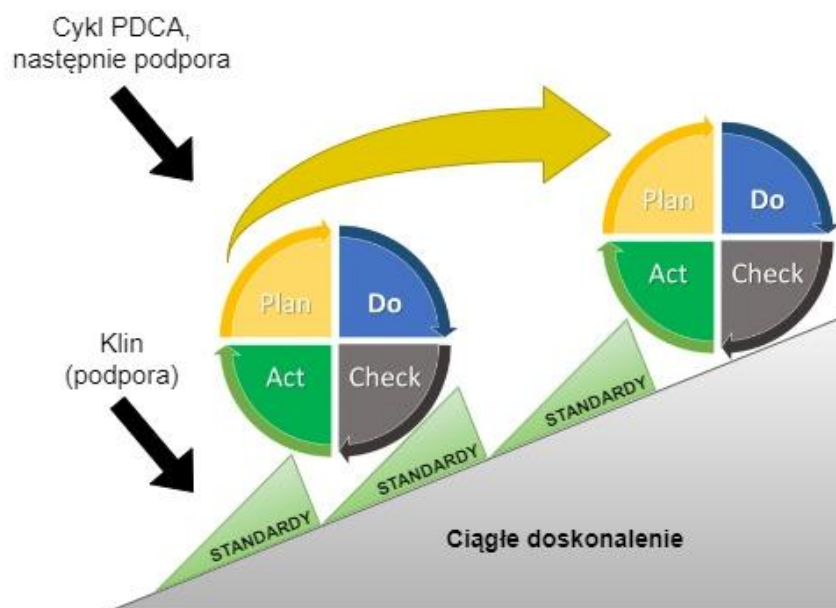 Cykl PDCA,
następnie podpora
Plan
Do
Act
Check
Klin
(podpora)
Plan
Do
Act
Check
STANDARDY
STANDARDY
STANDARDY
Ciągłe doskonalenie